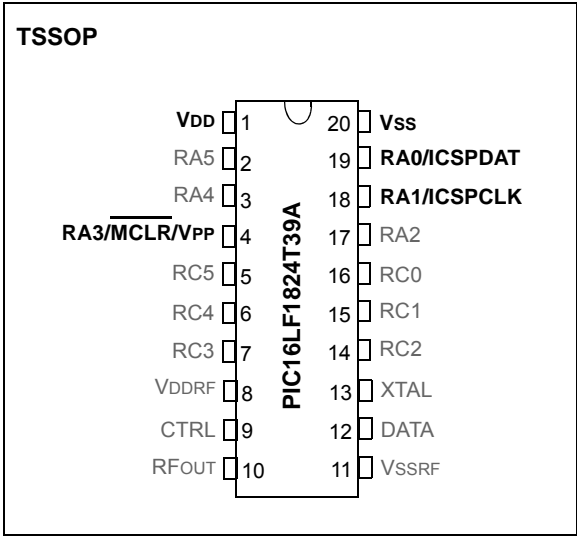 TSSOP
VDD 1 20 VSS
RA5 2 19 RA0/ICSPDAT
RA4 3 18 RA1/ICSPCLK
RA3/MCLR/VPP 4 17 RA2
RC5 5 16 RC0
RC4 6 15 RC1
RC3 7 14 RC2
VDDRF 8 13 XTAL
CTRL 9 12 DATA
RFOUT 10 11 VSSRF
PIC16LF1824T39A